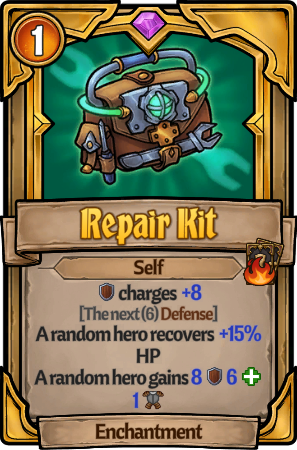 1
Repair Kit
Self
charges +8
[The next (6) Defense]
A random hero recovers +15%
HP
A random hero gains 8 6
1
Enchantment